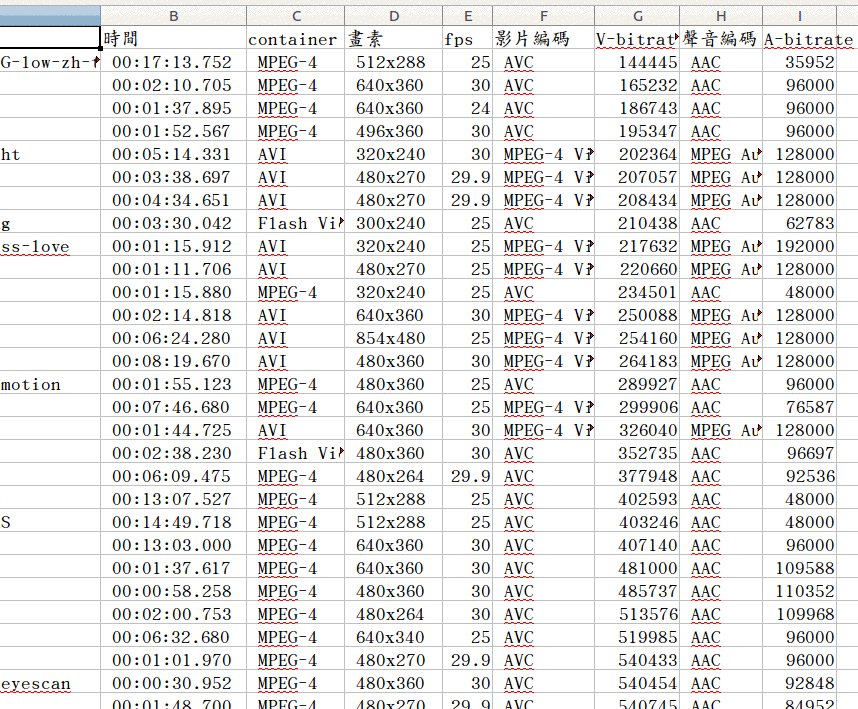 B C D E F G H I
時間 container 畫素 fps 影片編碼 V-bitrat 聲音編碼 A-bitrate
G-low-zh-t 00:17:13.752 MPEG-4 512x288 25 AVC 144445 AAC 35952
00:02:10.705 MPEG-4 640x360 30 AVC 165232 AAC 96000
00:01:37.895 MPEG-4 640x360 24 AVC 186743 AAC 96000
00:01:52.567 MPEG-4 496x360 30 AVC 195347 AAC 96000
ht 00:05:14.331 AVI 320x240 30 MPEG-4 Vi 202364 MPEG Au 128000
00:03:38.697 AVI 480x270 29.9 MPEG-4 Vi 207057 MPEG Au 128000
00:04:34.651 AVI 480x270 29.9 MPEG-4 Vi 208434 MPEG Au 128000
g 00:03:30.042 Flash Vi 300x240 25 AVC 210438 AAC 62783
ss-love 00:01:15.912 AVI 320x240 25 MPEG-4 Vi 217632 MPEG Au 192000
00:01:11.706 AVI 480x270 25 MPEG-4 Vi 220660 MPEG Au 128000
00:01:15.880 MPEG-4 320x240 25 AVC 234501 AAC 48000
00:02:14.818 AVI 640x360 30 MPEG-4 Vi 250088 MPEG Au 128000
00:06:24.280 AVI 854x480 25 MPEG-4 Vi 254160 MPEG Au 128000
00:08:19.670 AVI 480x360 30 MPEG-4 Vi 264183 MPEG Au 128000
motion 00:01:55.123 MPEG-4 480x360 25 AVC 289927 AAC 96000
00:07:46.680 MPEG-4 640x360 25 MPEG-4 Vi 299906 AAC 76587
00:01:44.725 AVI 640x360 30 MPEG-4 Vi 326040 MPEG Au 128000
00:02:38.230 Flash Vi 480x360 30 AVC 352735 AAC 96697
00:06:09.475 MPEG-4 480x264 29.9 AVC 377948 AAC 92536
00:13:07.527 MPEG-4 512x288 25 AVC 402593 AAC 48000
S 00:14:49.718 MPEG-4 512x288 25 AVC 403246 AAC 48000
00:13:03.000 MPEG-4 640x360 30 AVC 407140 AAC 96000
00:01:37.617 MPEG-4 640x360 30 AVC 481000 AAC 109588
00:00:58.258 MPEG-4 480x360 30 AVC 485737 AAC 110352
00:02:00.753 MPEG-4 480x264 30 AVC 513576 AAC 109968
00:06:32.680 MPEG-4 640x340 25 AVC 519985 AAC 96000
00:01:01.970 MPEG-4 480x270 29.9 AVC 540433 AAC 96000
eyescan 00:00:30.952 MPEG-4 480x360 30 AVC 540454 AAC 92848
00:01:48.700 MPEG-4 480x270 29.9 AVC 540745 AAC 84952